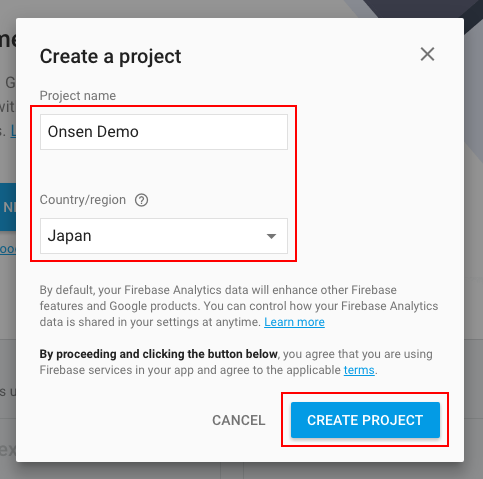 Create a project
Project name
Onsen Demo
Country/region ?
Japan
By default, your Firebase Analytics data will enhance other Firebase
features and Google products. You can control how your Firebase Analytics
data is shared in your settings at anytime. Learn more
By proceeding and clicking the button below, you agree that you are using
Firebase services in your app and agree to the applicable terms.
CANCEL
CREATE PROJECT